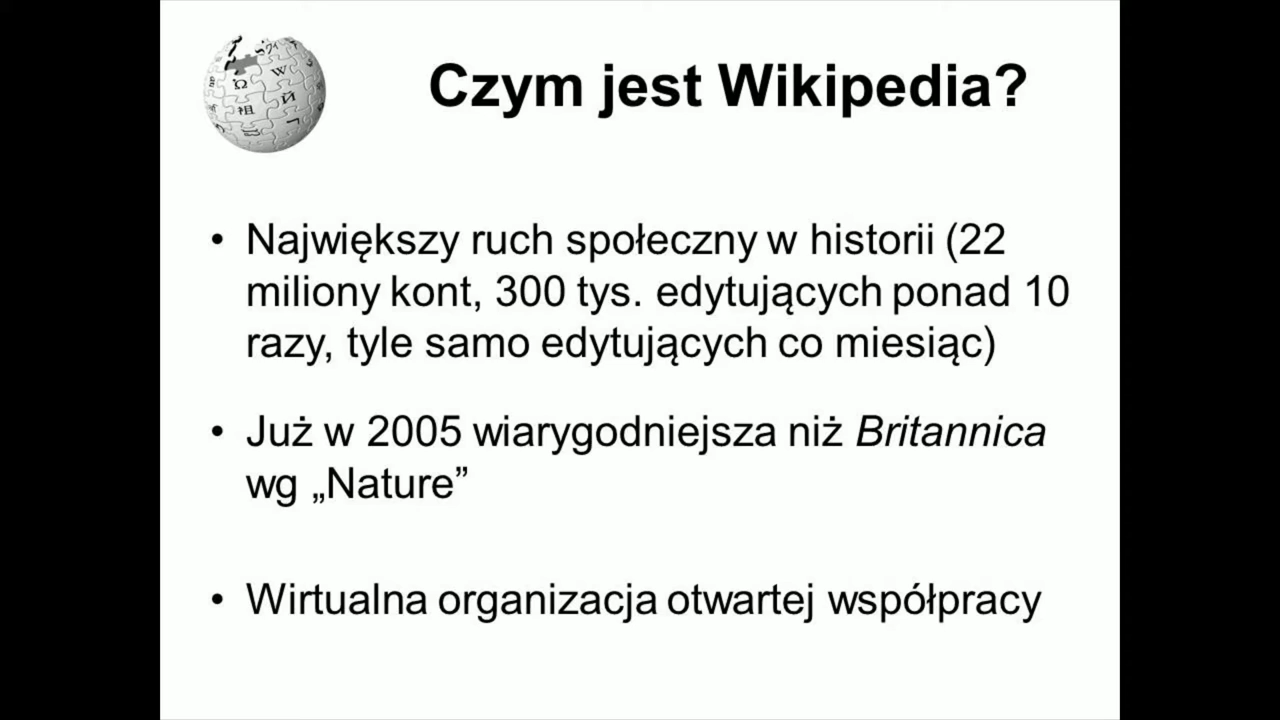 Czym jest Wikipedia?
• Największy ruch społeczny w historii (22
miliony kont, 300 tys. edytujących ponad 10
razy, tyle samo edytujących co miesiąc)
• Już w 2005 wiarygodniejsza niż Britannica
wg „Nature”
• Wirtualna organizacja otwartej współpracy
Ω W
祖 Й